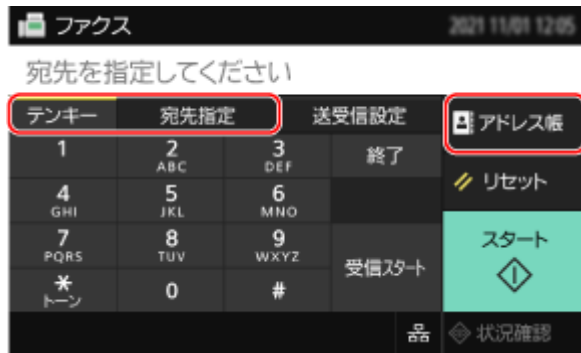 ファクス 2021 11/01 12:05
宛先を指定してください
テンキー 宛先指定 送受信設定 アドレス帳
1 2 3 終了
ABC DEF
リセット
4 5 6
GHI JKL MNO
7 8 9 スタート
PQRS TUV WXYZ
受信スタート
* 0 #
トーン
状況確認